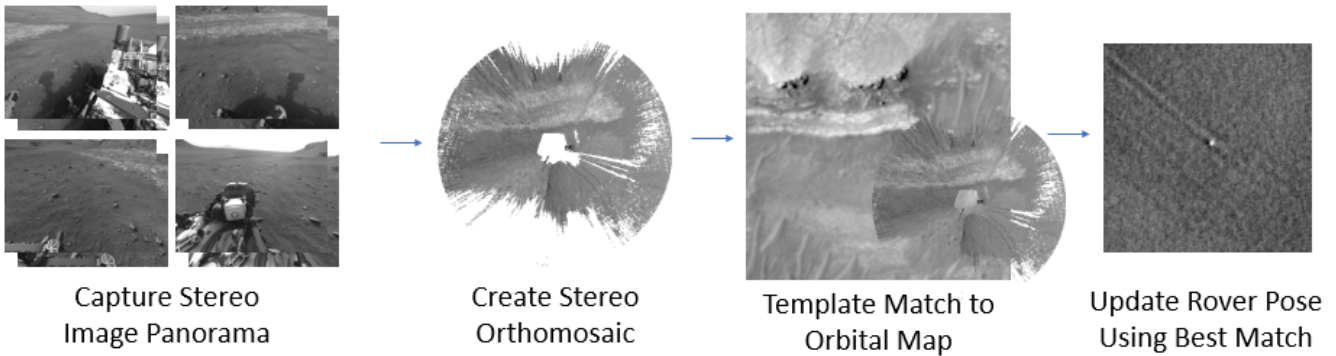 Capture Stereo
Image Panorama
Create Stereo
Orthomosaic
Template Match to
Orbital Map
Update Rover Pose
Using Best Match